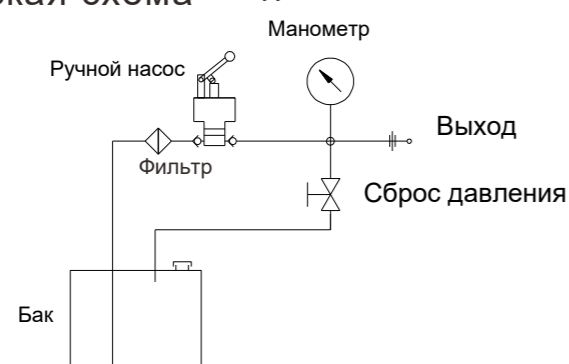 Манометр
Ручной насос
Выход
Фильтр
Сброс давления
Бак